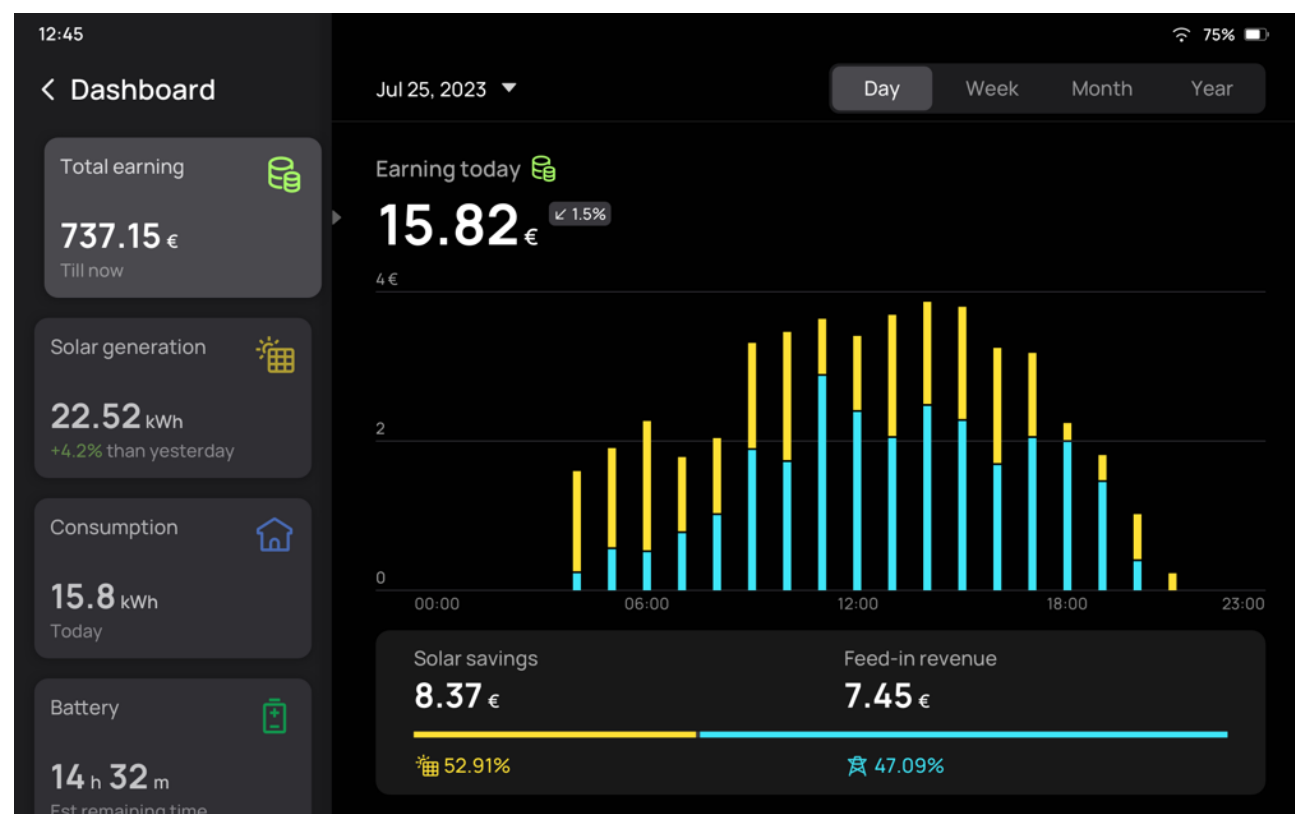 12:45
75%
Dashboard
Jul 25, 2023
Day Week Month Year
Total earning
737.15 €
Till now
Earning today
15.82 €
1.5%
4 €
2
0
00:00 06:00 12:00 18:00 23:00
Solar generation
22.52 kWh
+4.2% than yesterday
Consumption
15.8 kWh
Today
Battery
14 h 32 m
Est remaining time
Solar savings
8.37 €
52.91%
Feed-in revenue
7.45 €
47.09%